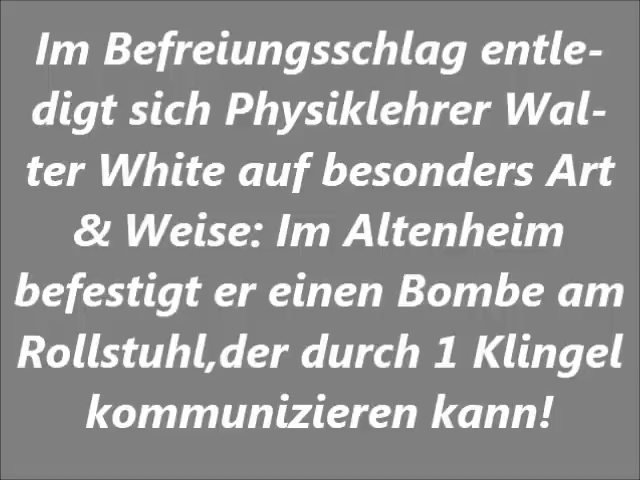 Im Befreiungsschlag entle-
digt sich Physiklehrer Wal-
ter White auf besonders Art
& Weise: Im Altenheim
befestigt er einen Bombe am
Rollstuhl,der durch 1 Klingel
kommunizieren kann!